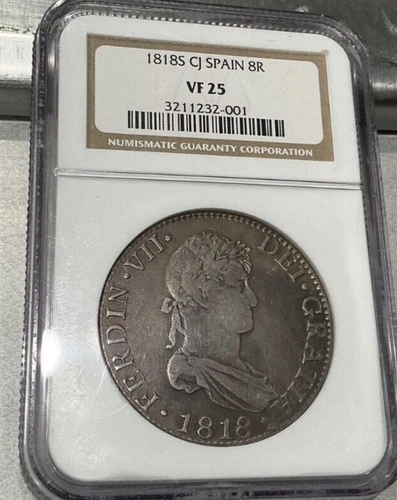 1818S CJ SPAIN 8R
VF 25
3211232-001
NUMISMATIC GUARANTY CORPORATION
FERDIN · VII · DEI · GRATIA
· 1818 ·